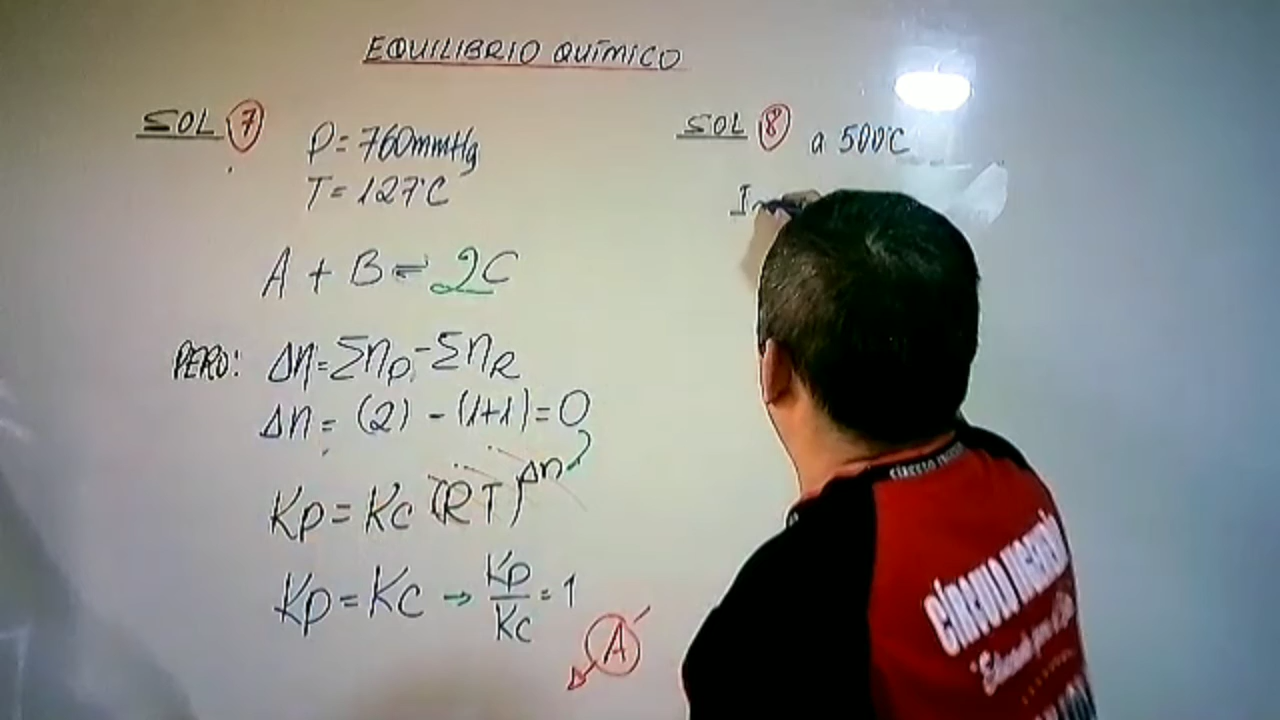 EQUILIBRIO QUÍMICO
SOL 7
P = 760mmHg
T = 127°C
A + B ⇌ 2C
PERO: Δn = Σnp - ΣnR
Δn = (2) - (1+1) = 0
Kp = Kc (RT)^Δn
Kp = Kc → Kp/Kc = 1
A
SOL 8 a 500°C